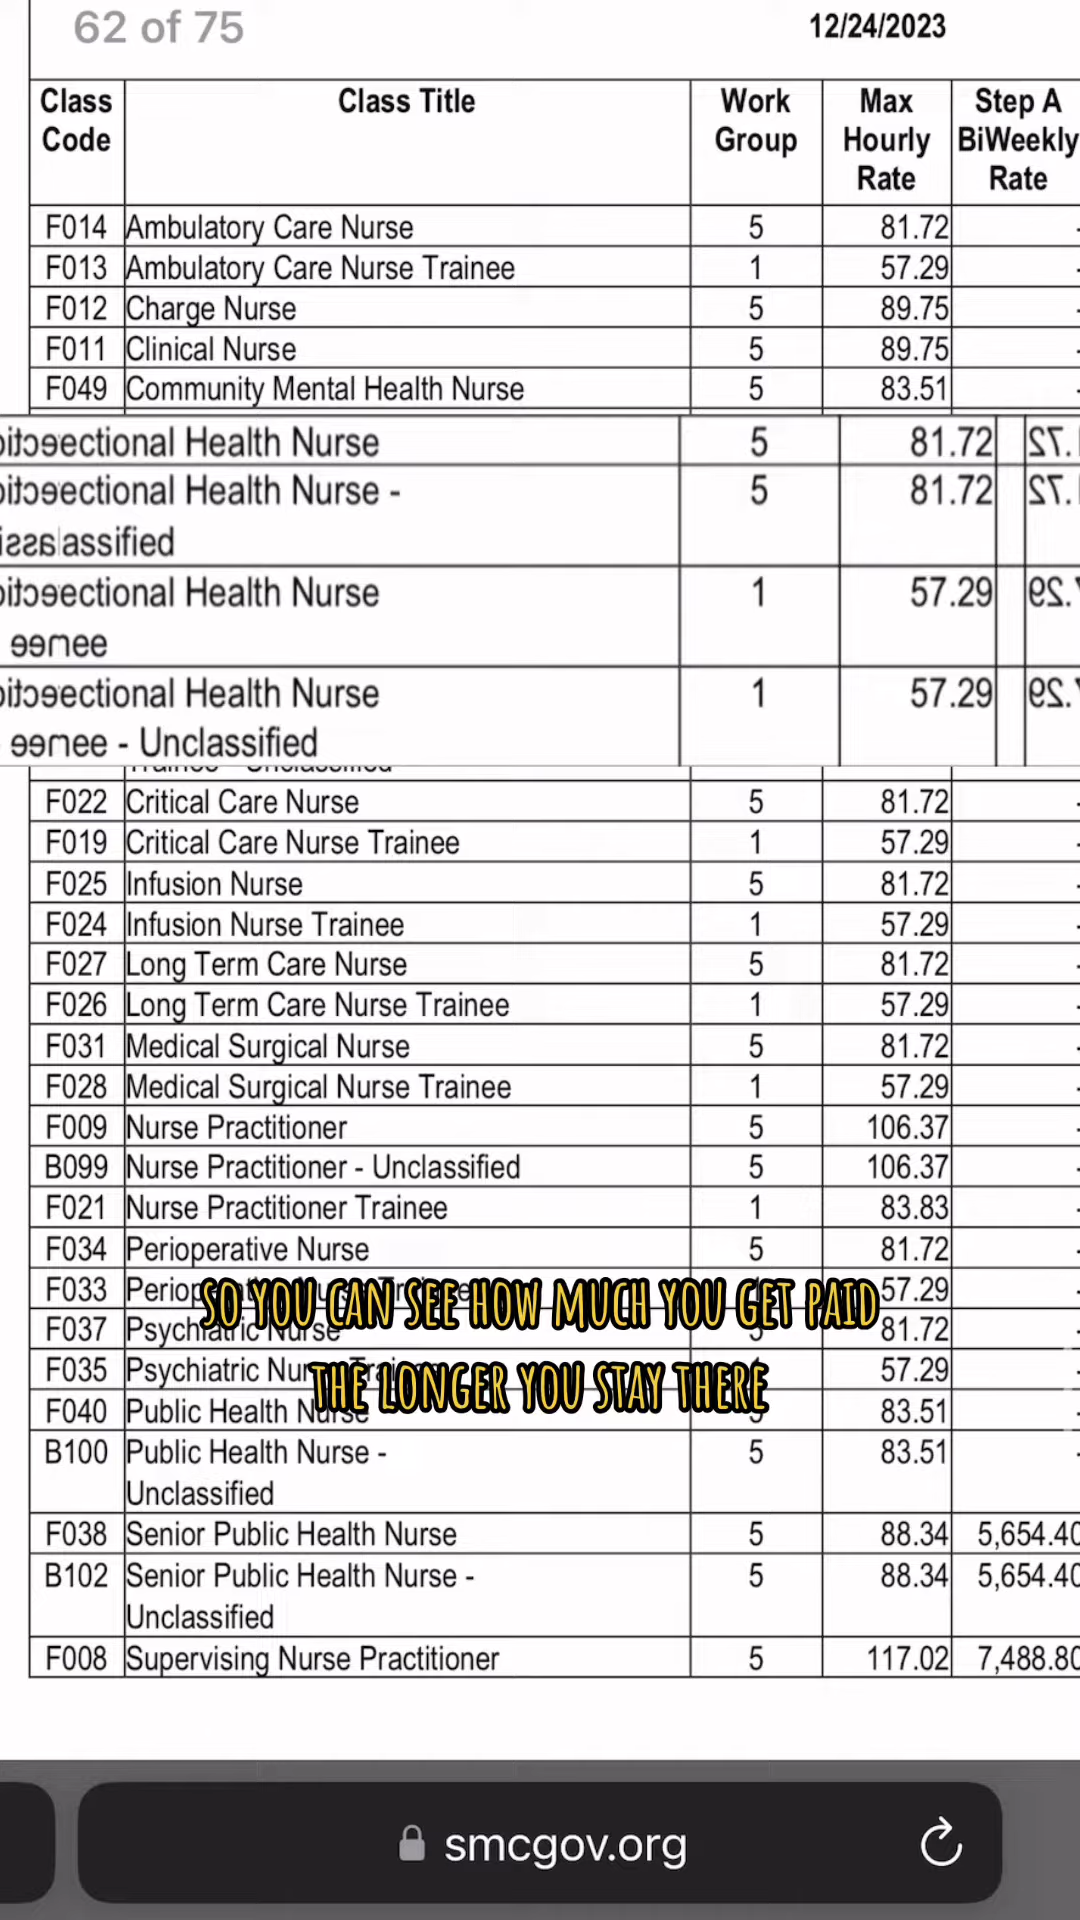 62 of 75
12/24/2023
Class Code Class Title Work Group Max Hourly Rate Step A BiWeekly Rate
F014 Ambulatory Care Nurse 5 81.72 -
F013 Ambulatory Care Nurse Trainee 1 57.29 -
F012 Charge Nurse 5 89.75 -
F011 Clinical Nurse 5 89.75 -
F049 Community Mental Health Nurse 5 83.51 -
ectional Health Nurse 5 81.72
ectional Health Nurse - 5 81.72
assified
ectional Health Nurse 1 57.29
nee
ectional Health Nurse 1 57.29
nee - Unclassified
F022 Critical Care Nurse 5 81.72 -
F019 Critical Care Nurse Trainee 1 57.29 -
F025 Infusion Nurse 5 81.72 -
F024 Infusion Nurse Trainee 1 57.29 -
F027 Long Term Care Nurse 5 81.72 -
F026 Long Term Care Nurse Trainee 1 57.29 -
F031 Medical Surgical Nurse 5 81.72 -
F028 Medical Surgical Nurse Trainee 1 57.29 -
F009 Nurse Practitioner 5 106.37 -
B099 Nurse Practitioner - Unclassified 5 106.37 -
F021 Nurse Practitioner Trainee 1 83.83 -
F034 Perioperative Nurse 5 81.72 -
F033 57.29 -
SO YOU CAN SEE HOW MUCH YOU GET PAID
F037 Psychiatric Nurse 5 81.72 -
F035 Psychiatric 57.29 -
THE LONGER YOU STAY THERE
F040 Public Health Nurse 5 83.51 -
B100 Public Health Nurse - 5 83.51 -
Unclassified
F038 Senior Public Health Nurse 5 88.34 5,654.40
B102 Senior Public Health Nurse - 5 88.34 5,654.40
Unclassified
F008 Supervising Nurse Practitioner 5 117.02 7,488.80
smcgov.org